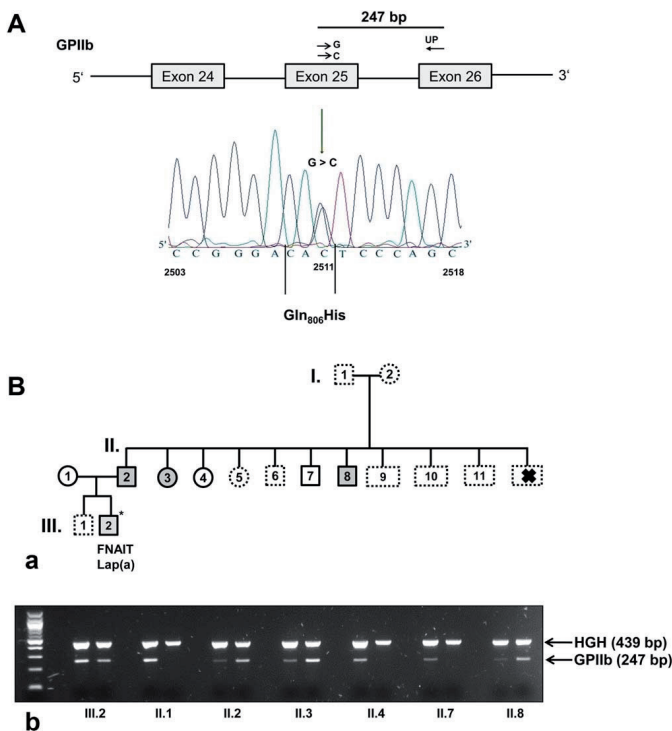 A
247 bp
GPIIb
G
C
UP
5‘ Exon 24 Exon 25 Exon 26 3‘
G > C
5' 3'
C C G G G A C A C T C C C A G C
2503 2511 2518
Gln806His
B
I. 1 2
II.
1 2 3 4 5 6 7 8 9 10 11
III. 1 2 *
FNAIT
Lap(a)
a
HGH (439 bp)
GPIIb (247 bp)
III.2 II.1 II.2 II.3 II.4 II.7 II.8
b